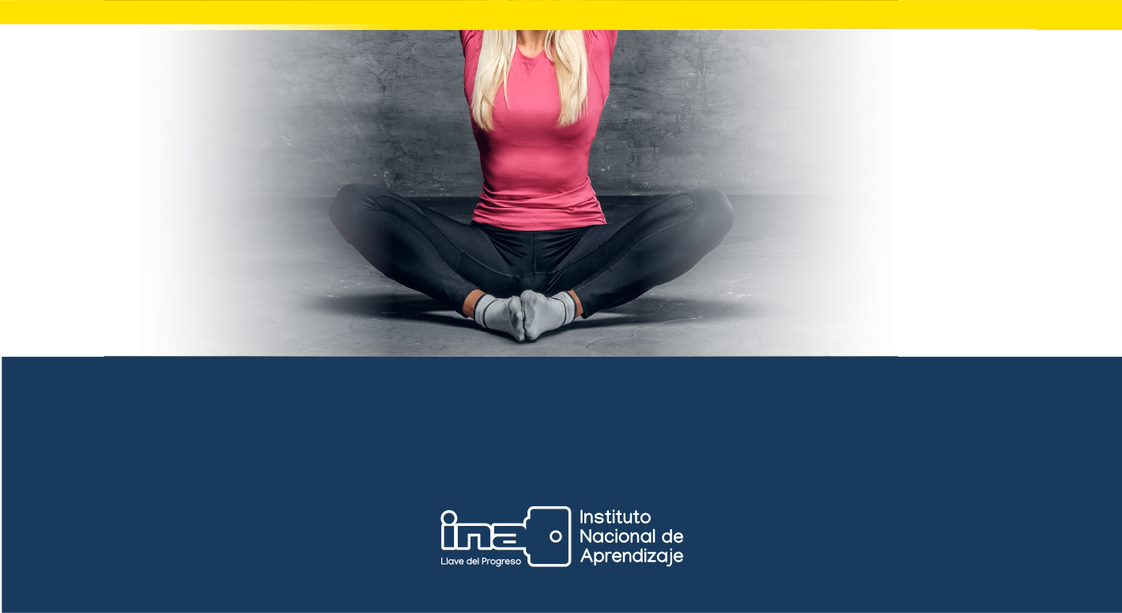 ina
Llave del Progreso
Instituto
Nacional de
Aprendizaje